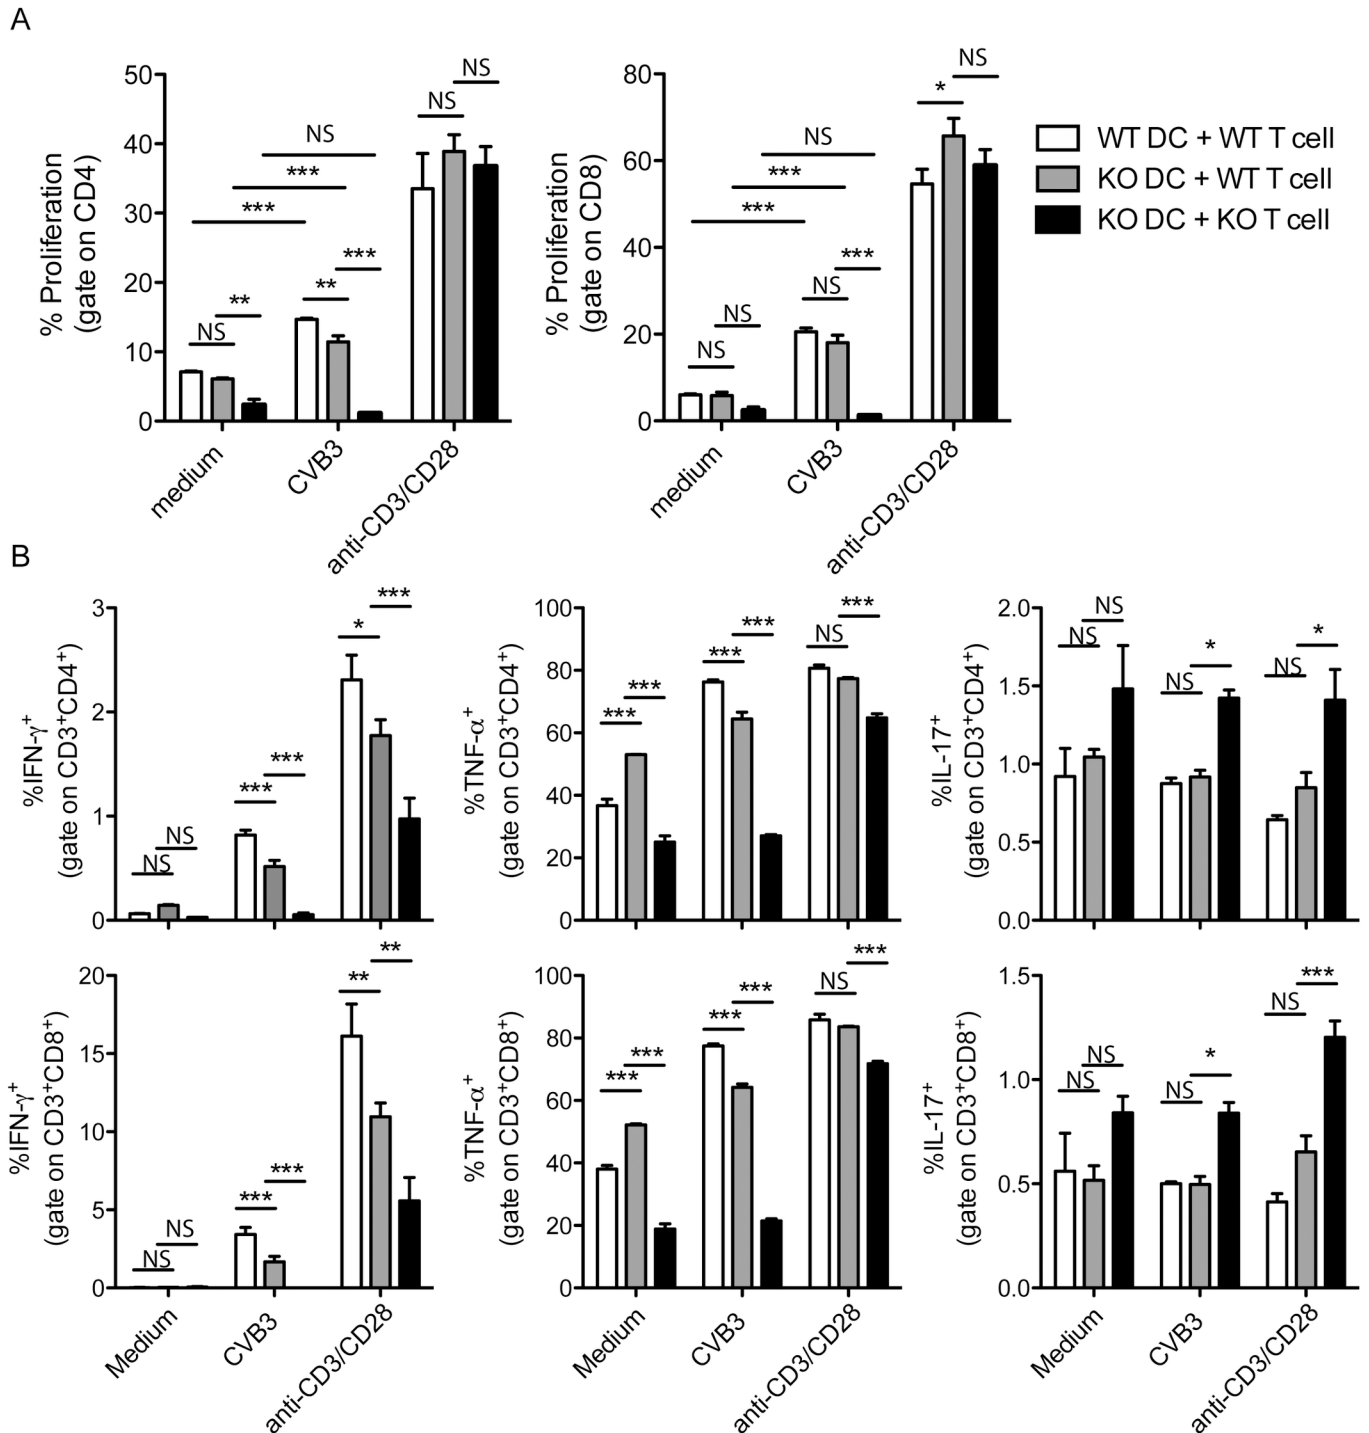 A
50
40
30
20
10
0
% Proliferation
(gate on CD4)
NS
**
NS
**
***
***
***
NS
NS
NS
medium
CVB3
anti-CD3/CD28
80
60
40
20
0
% Proliferation
(gate on CD8)
NS
NS
NS
***
***
***
NS
*
NS
medium
CVB3
anti-CD3/CD28
WT DC + WT T cell
KO DC + WT T cell
KO DC + KO T cell
B
3
2
1
0
%IFN-γ⁺
(gate on CD3⁺CD4⁺)
NS
NS
***
***
*
***
100
80
60
40
20
0
%TNF-α⁺
(gate on CD3⁺CD4⁺)
***
***
***
***
NS
***
2.0
1.5
1.0
0.5
0.0
%IL-17⁺
(gate on CD3⁺CD4⁺)
NS
NS
NS
*
NS
*
20
15
10
5
0
%IFN-γ⁺
(gate on CD3⁺CD8⁺)
NS
NS
***
***
**
**
Medium
CVB3
anti-CD3/CD28
100
80
60
40
20
0
%TNF-α⁺
(gate on CD3⁺CD8⁺)
***
***
***
***
NS
***
Medium
CVB3
anti-CD3/CD28
1.5
1.0
0.5
0.0
%IL-17⁺
(gate on CD3⁺CD8⁺)
NS
NS
NS
*
NS
***
Medium
CVB3
anti-CD3/CD28